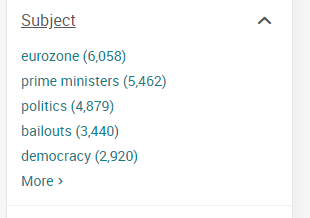 Subject
eurozone (6,058)
prime ministers (5,462)
politics (4,879)
bailouts (3,440)
democracy (2,920)
More ›